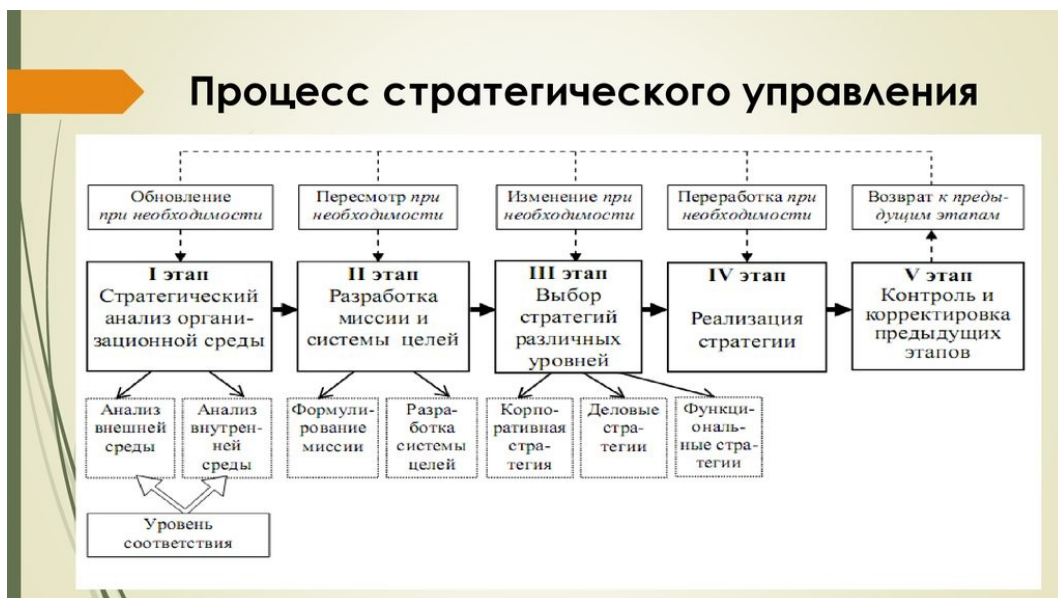 Процесс стратегического управления
Обновление
при необходимости
Пересмотр при
необходимости
Изменение при
необходимости
Переработка при
необходимости
Возврат к преды-
дущим этапам
I этап
Стратегический
анализ органи-
зационной среды
II этап
Разработка
миссии и
системы целей
III этап
Выбор
стратегий
различных
уровней
IV этап
Реализация
стратегии
V этап
Контроль и
корректировка
предыдущих
этапов
Анализ
внешней
среды
Анализ
внутрен-
ней
среды
Формули-
рование
миссии
Разра-
ботка
системы
целей
Корпо-
ративная
стра-
тегия
Деловые
стра-
тегии
Функци-
ональ-
ные стра-
тегии
Уровень
соответствия